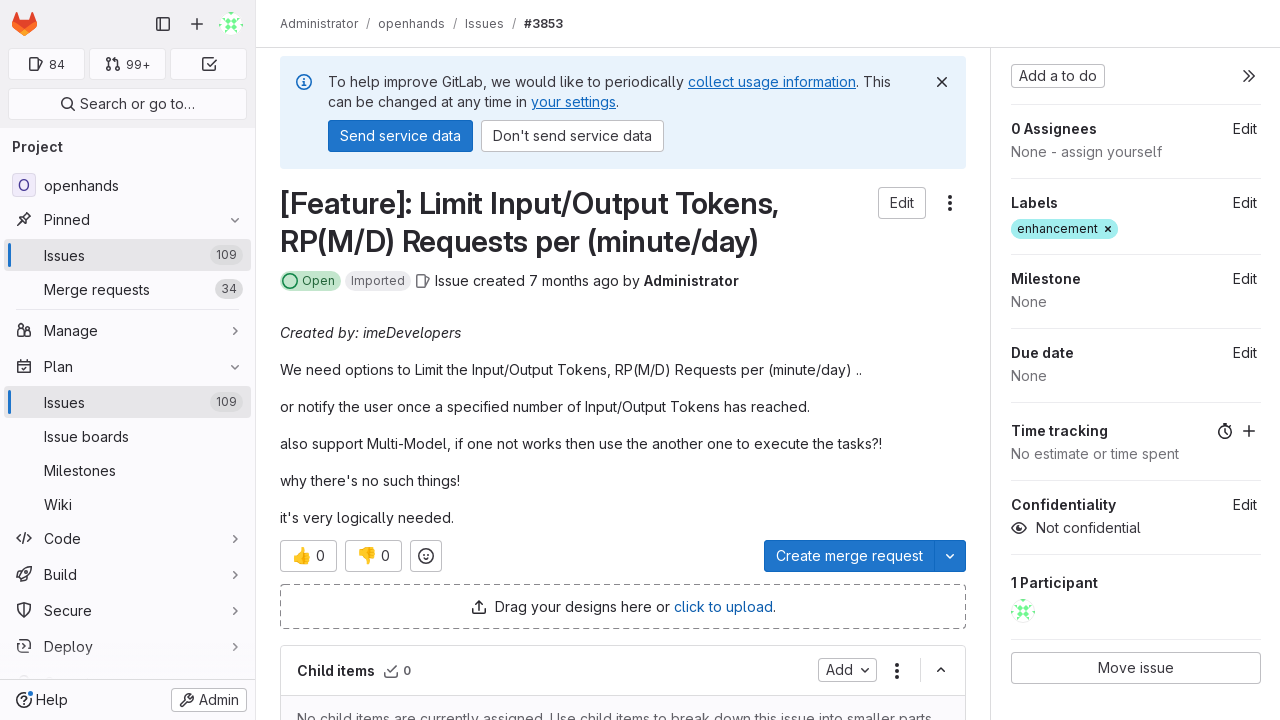 Administrator / openhands / Issues / #3853
84
99+
Search or go to…
Project
O openhands
Pinned
Issues 109
Merge requests 34
Manage
Plan
Issues 109
Issue boards
Milestones
Wiki
Code
Build
Secure
Deploy
Help
Admin
To help improve GitLab, we would like to periodically collect usage information. This
can be changed at any time in your settings.
Send service data
Don't send service data
[Feature]: Limit Input/Output Tokens,
RP(M/D) Requests per (minute/day)
Edit
Open
Imported
Issue created 7 months ago by Administrator
Created by: imeDevelopers
We need options to Limit the Input/Output Tokens, RP(M/D) Requests per (minute/day) ..
or notify the user once a specified number of Input/Output Tokens has reached.
also support Multi-Model, if one not works then use the another one to execute the tasks?!
why there's no such things!
it's very logically needed.
👍 0
👎 0
Create merge request
Drag your designs here or click to upload.
Child items 0
Add
No child items are currently assigned. Use child items to break down this issue into smaller parts.
Add a to do
0 Assignees Edit
None - assign yourself
Labels Edit
enhancement
Milestone Edit
None
Due date Edit
None
Time tracking
No estimate or time spent
Confidentiality Edit
Not confidential
1 Participant
Move issue